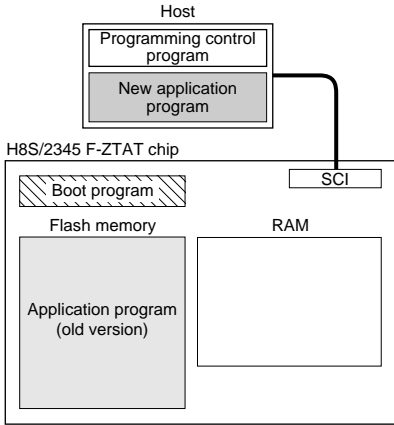 Host
Programming control
program
New application
program
H8S/2345 F-ZTAT chip
Boot program
SCI
Flash memory
RAM
Application program
(old version)